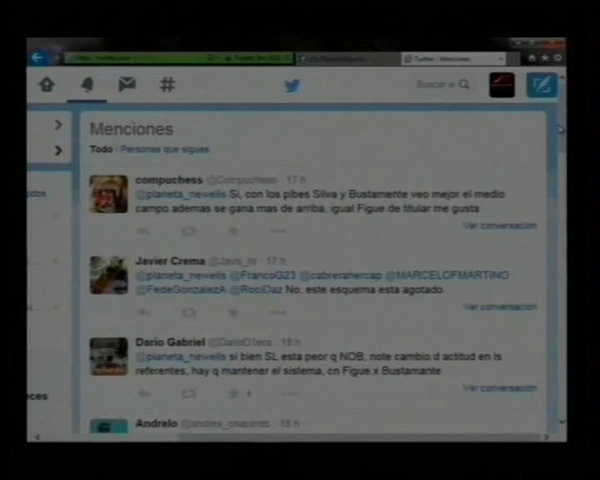 Buscar
Menciones
Todo Personas que sigues
compuchess @Compuchess 17 h
@planeta_newells Si, con los pibes Silva y Bustamente veo mejor el medio
campo ademas se gana mas de arriba, igual Figue de titular me gusta
Ver conversación
Javier Crema 17 h
@planeta_newells @FrancoG23 @cabrerahercap @MARCELOFMARTINO
@FedeGonzalezA @RociDaz No, este esquema esta agotado
Ver conversación
Dario Gabriel 18 h
@planeta_newells si bien SL esta peor q NOB, note cambio d actitud en ls
referentes, hay q mantener el sistema, cn Figue x Bustamante
Ver conversación
1
Andrelo 18 h